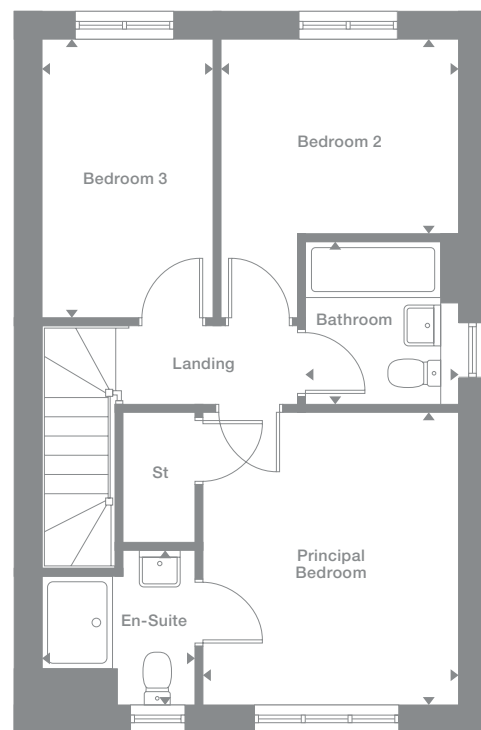 Bedroom 2
Bedroom 3
Bathroom
Landing
St
Principal
Bedroom
En-Suite